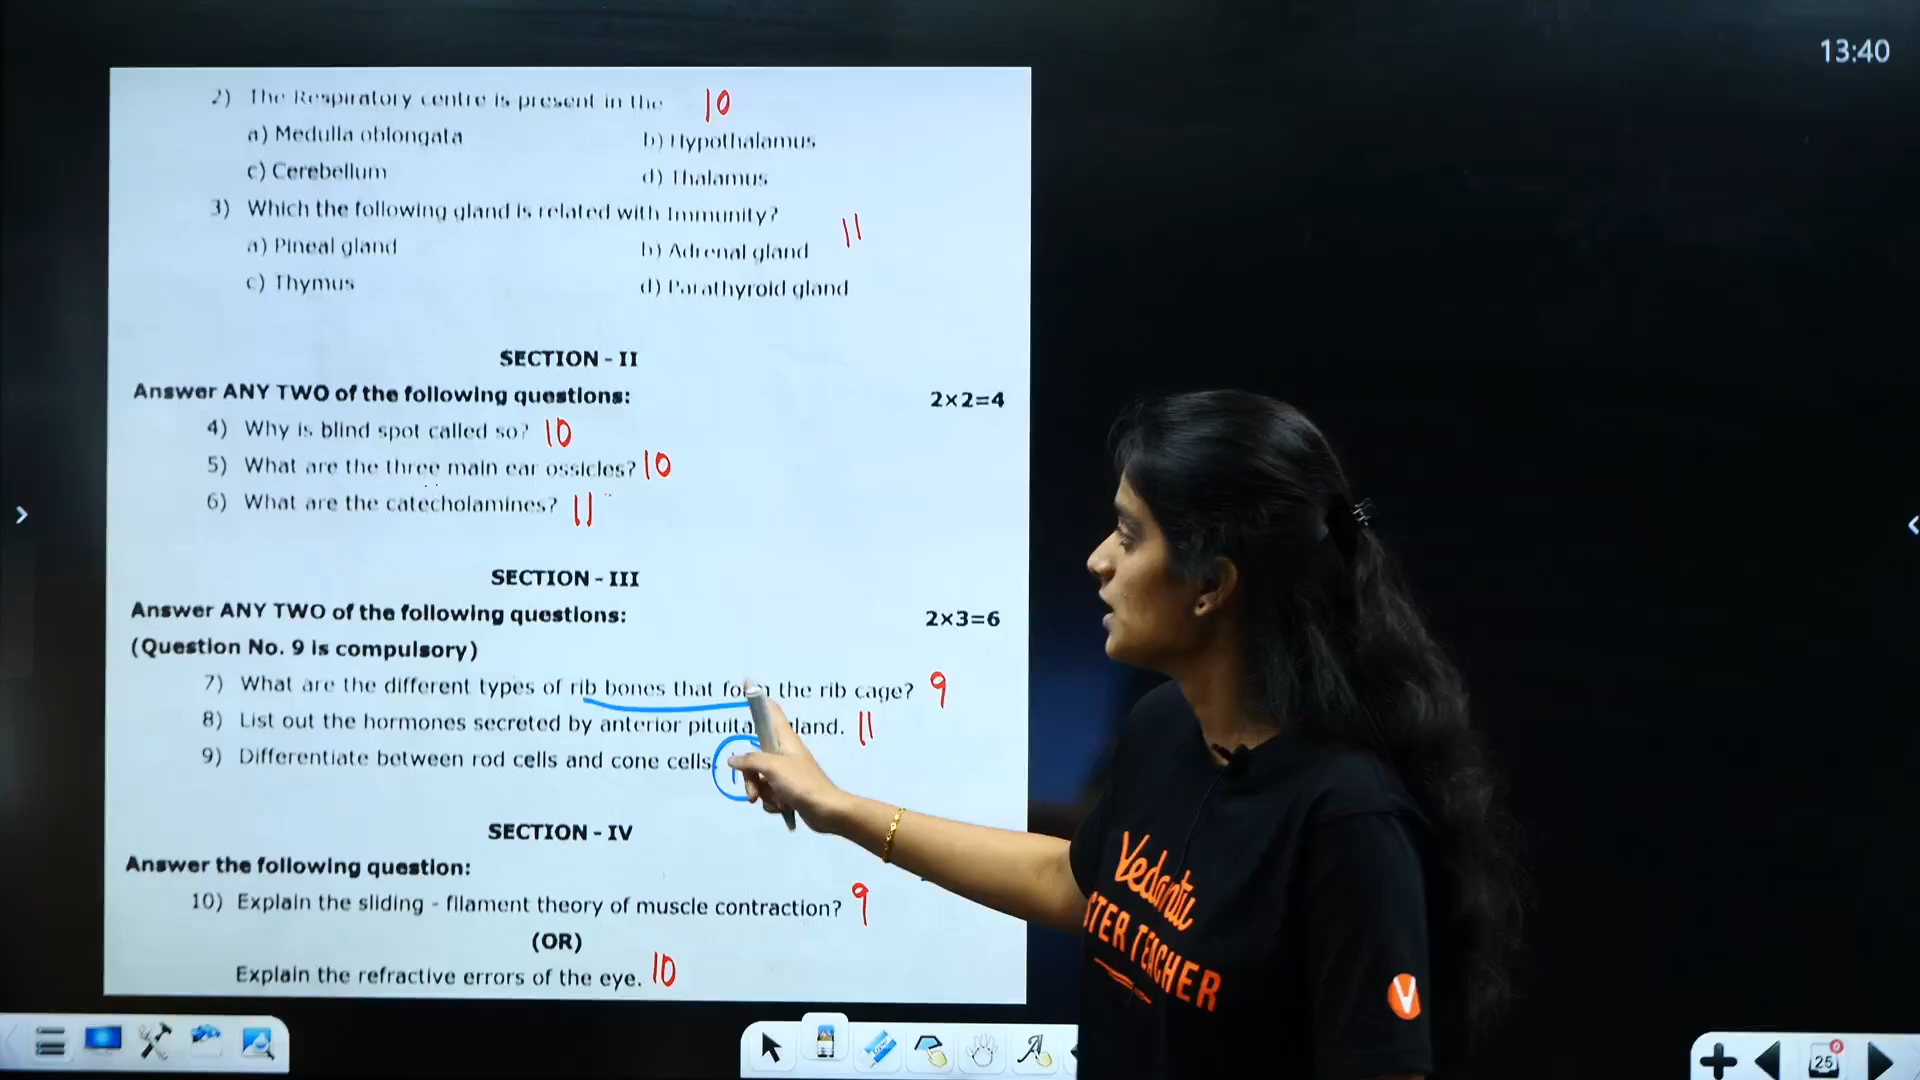 13:40
2) The Respiratory centre is present in the 10
a) Medulla oblongata b) Hypothalamus
c) Cerebellum d) Thalamus
3) Which the following gland is related with Immunity? 11
a) Pineal gland b) Adrenal gland
c) Thymus d) Parathyroid gland
SECTION - II
Answer ANY TWO of the following questions: 2×2=4
4) Why is blind spot called so? 10
5) What are the three main ear ossicles? 10
6) What are the catecholamines? 11
SECTION - III
Answer ANY TWO of the following questions: 2×3=6
(Question No. 9 is compulsory)
7) What are the different types of rib bones that form the rib cage? 9
8) List out the hormones secreted by anterior pituitary gland. 11
9) Differentiate between rod cells and cone cells
SECTION - IV
Answer the following question:
10) Explain the sliding - filament theory of muscle contraction? 9
(OR)
Explain the refractive errors of the eye. 10
Vedantu
TEACHER
V
25